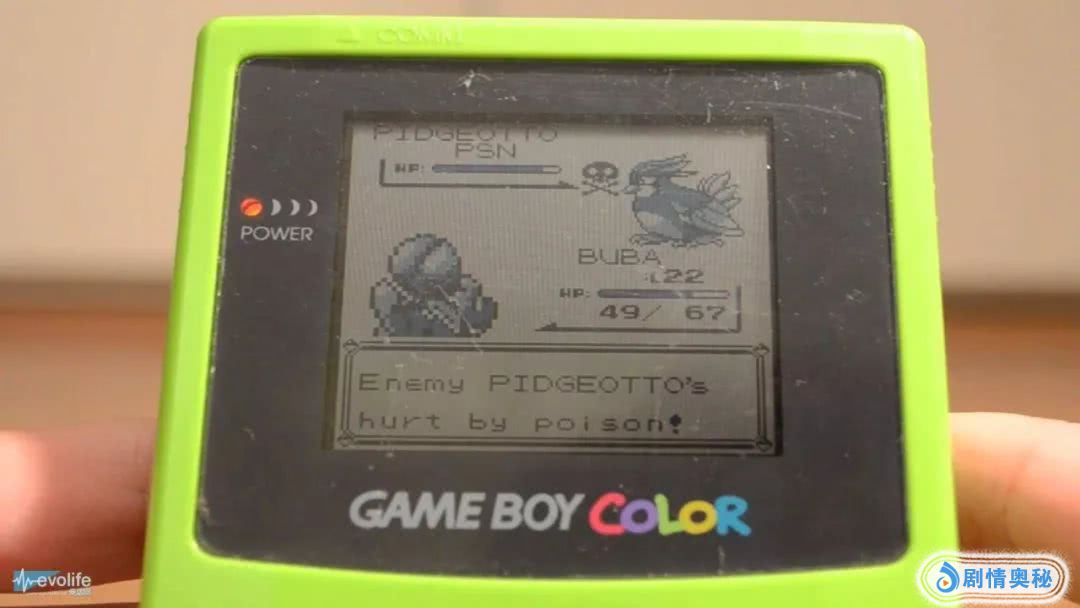 COMM
PIDGEOTTO
PSN
HP:
BUBA
:L22
HP:
49/ 67
Enemy PIDGEOTTO's
hurt by poison!
POWER
GAME BOY COLOR
evolife
剧情奥秘